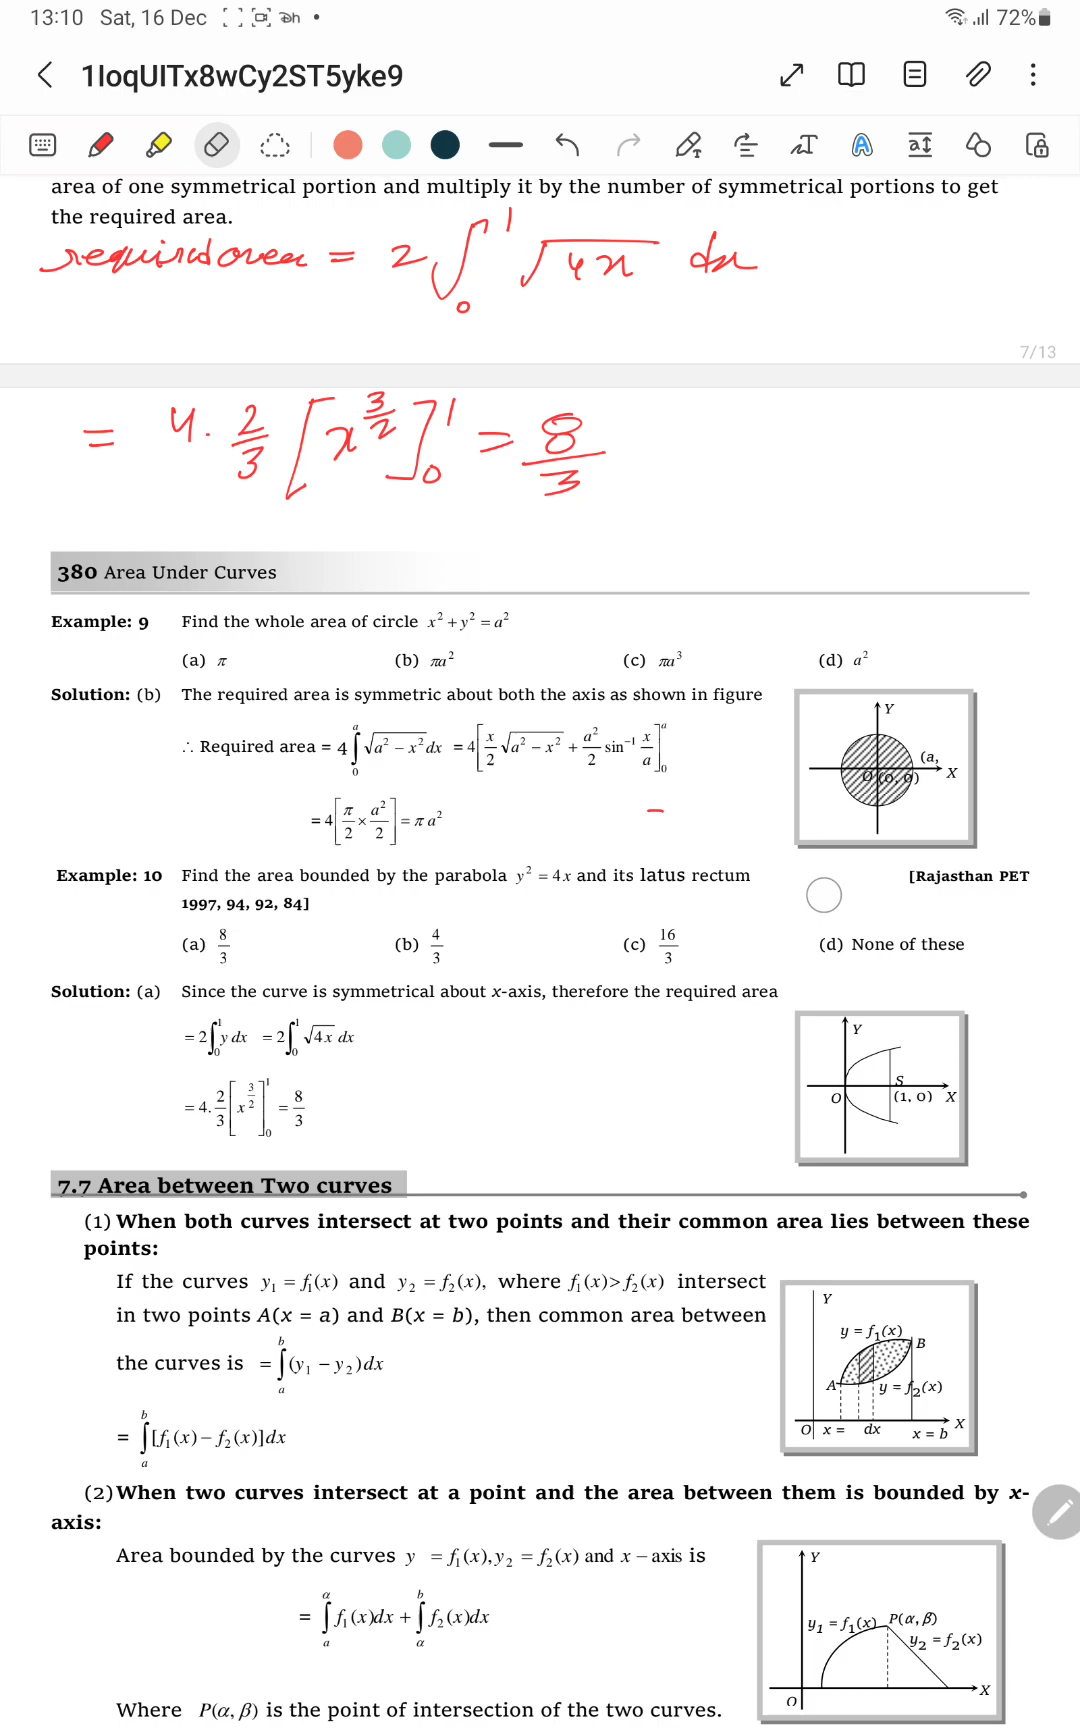 13:10 Sat, 16 Dec
72%
1IoqUITx8wCy2ST5yke9
area of one symmetrical portion and multiply it by the number of symmetrical portions to get
the required area.
= 2 ∫₀¹ √4x dx
7/13
= 4. 2/3 [x^(3/2)]₀¹ = 8/3
380 Area Under Curves
Example: 9 Find the whole area of circle x² + y² = a²
(a) π (b) πa² (c) πa³ (d) a²
Solution: (b) The required area is symmetric about both the axis as shown in figure
∴ Required area = 4 ∫₀ᵃ √(a² – x²) dx = 4[x/2 √(a² – x²) + a²/2 sin⁻¹ x/a]₀ᵃ
= 4[π/2 × a²/2] = π a²
Y
(a,
O (0, 0)
X
Example: 10 Find the area bounded by the parabola y² = 4x and its latus rectum [Rajasthan PET
1997, 94, 92, 84]
(a) 8/3 (b) 4/3 (c) 16/3 (d) None of these
Solution: (a) Since the curve is symmetrical about x-axis, therefore the required area
= 2∫₀¹ y dx = 2∫₀¹ √4x dx
= 4. 2/3 [x^(3/2)]₀¹ = 8/3
Y
S
O (1, 0) X
7.7 Area between Two curves
(1) When both curves intersect at two points and their common area lies between these
points:
If the curves y₁ = f₁(x) and y₂ = f₂(x), where f₁(x) > f₂(x) intersect
in two points A(x = a) and B(x = b), then common area between
the curves is = ∫ₐᵇ (y₁ – y₂)dx
= ∫ₐᵇ [f₁(x) – f₂(x)]dx
Y
y = f₁(x)
B
A
y = f₂(x)
O x = dx x = b X
(2) When two curves intersect at a point and the area between them is bounded by x-
axis:
Area bounded by the curves y = f₁(x), y₂ = f₂(x) and x – axis is
= ∫ₐᵅ f₁(x)dx + ∫ᵅᵇ f₂(x)dx
Where P(α, β) is the point of intersection of the two curves.
Y
y₁ = f₁(x) P(α, β)
y₂ = f₂(x)
O
X